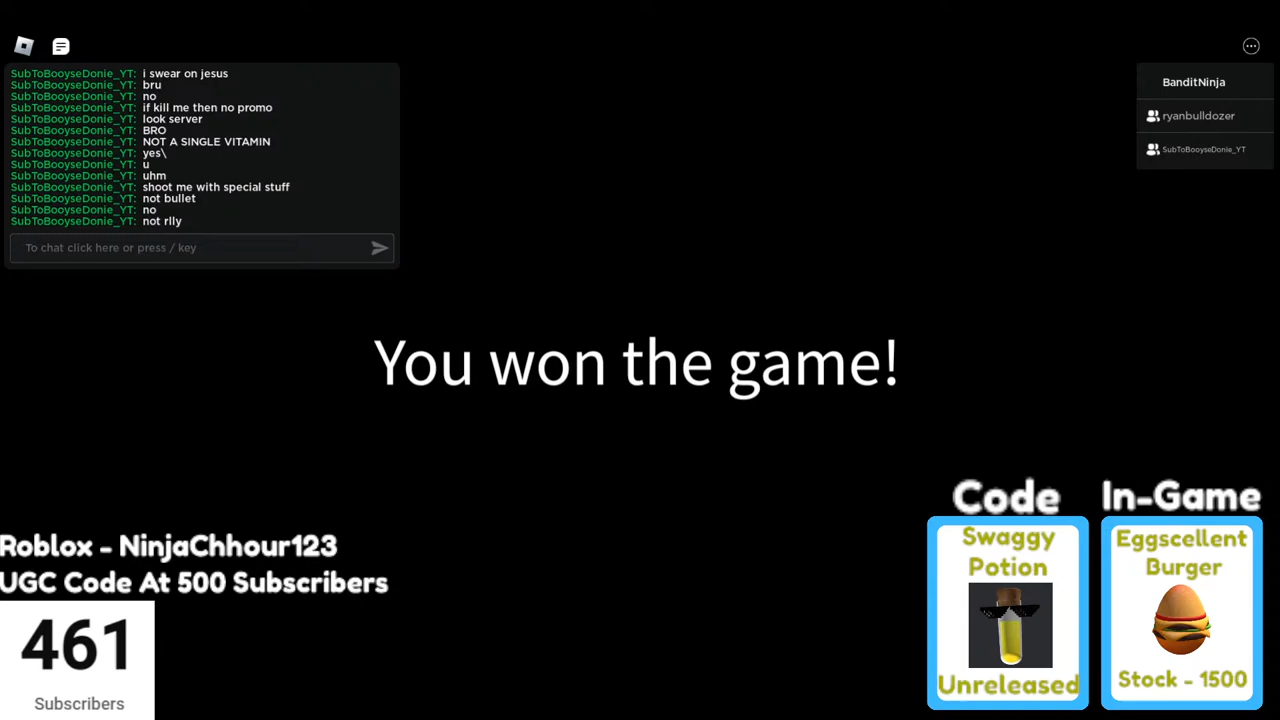 SubToBooyseDonie_YT: i swear on jesus
SubToBooyseDonie_YT: bru
SubToBooyseDonie_YT: no
SubToBooyseDonie_YT: if kill me then no promo
SubToBooyseDonie_YT: look server
SubToBooyseDonie_YT: BRO
SubToBooyseDonie_YT: NOT A SINGLE VITAMIN
SubToBooyseDonie_YT: yes\
SubToBooyseDonie_YT: u
SubToBooyseDonie_YT: uhm
SubToBooyseDonie_YT: shoot me with special stuff
SubToBooyseDonie_YT: not bullet
SubToBooyseDonie_YT: no
SubToBooyseDonie_YT: not rlly
To chat click here or press / key
BanditNinja
ryanbulldozer
SubToBooyseDonie_YT
You won the game!
Roblox - NinjaChhour123
UGC Code At 500 Subscribers
461
Subscribers
Code
Swaggy
Potion
Unreleased
In-Game
Eggscellent
Burger
Stock - 1500